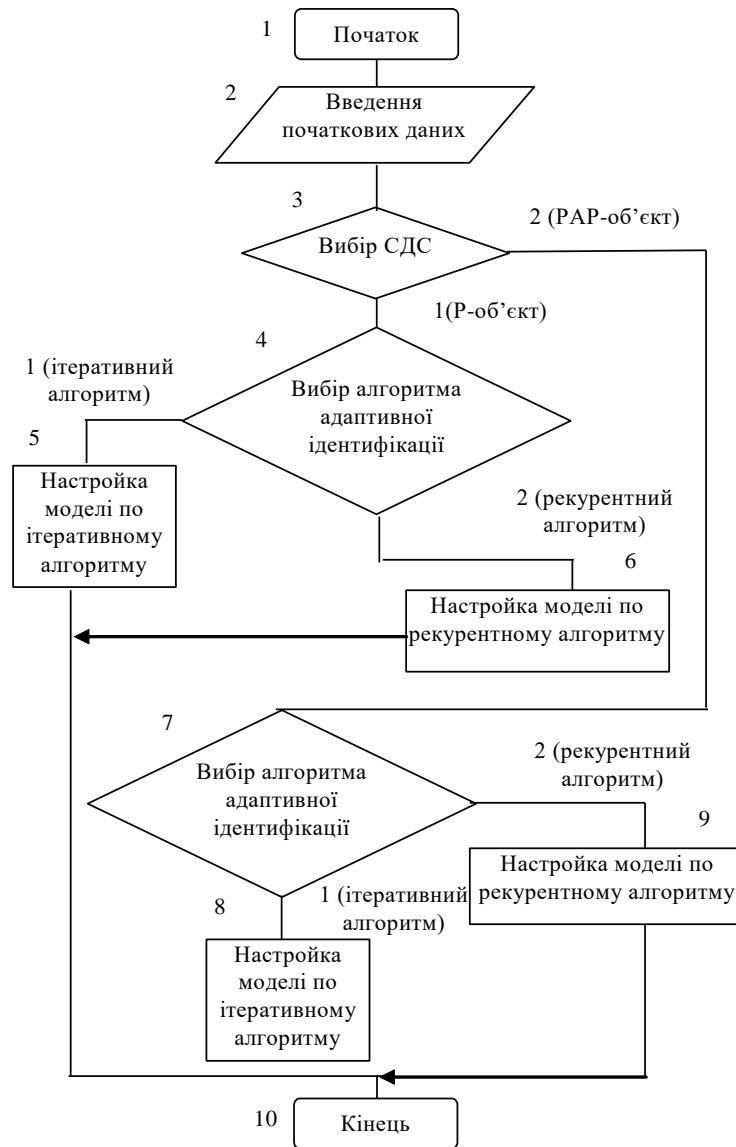 1
Початок
2
Введення
початкових даних
3
Вибір СДС
2 (РАР-об’єкт)
1(Р-об’єкт)
4
1 (ітеративний
алгоритм)
Вибір алгоритма
адаптивної
ідентифікації
5
Настройка
моделі по
ітеративному
алгоритму
2 (рекурентний
алгоритм)
6
Настройка моделі по
рекурентному алгоритму
7
Вибір алгоритма
адаптивної
ідентифікації
2 (рекурентний
алгоритм)
9
Настройка моделі по
рекурентному алгоритму
1 (ітеративний
алгоритм)
8
Настройка
моделі по
ітеративному
алгоритму
10
Кінець